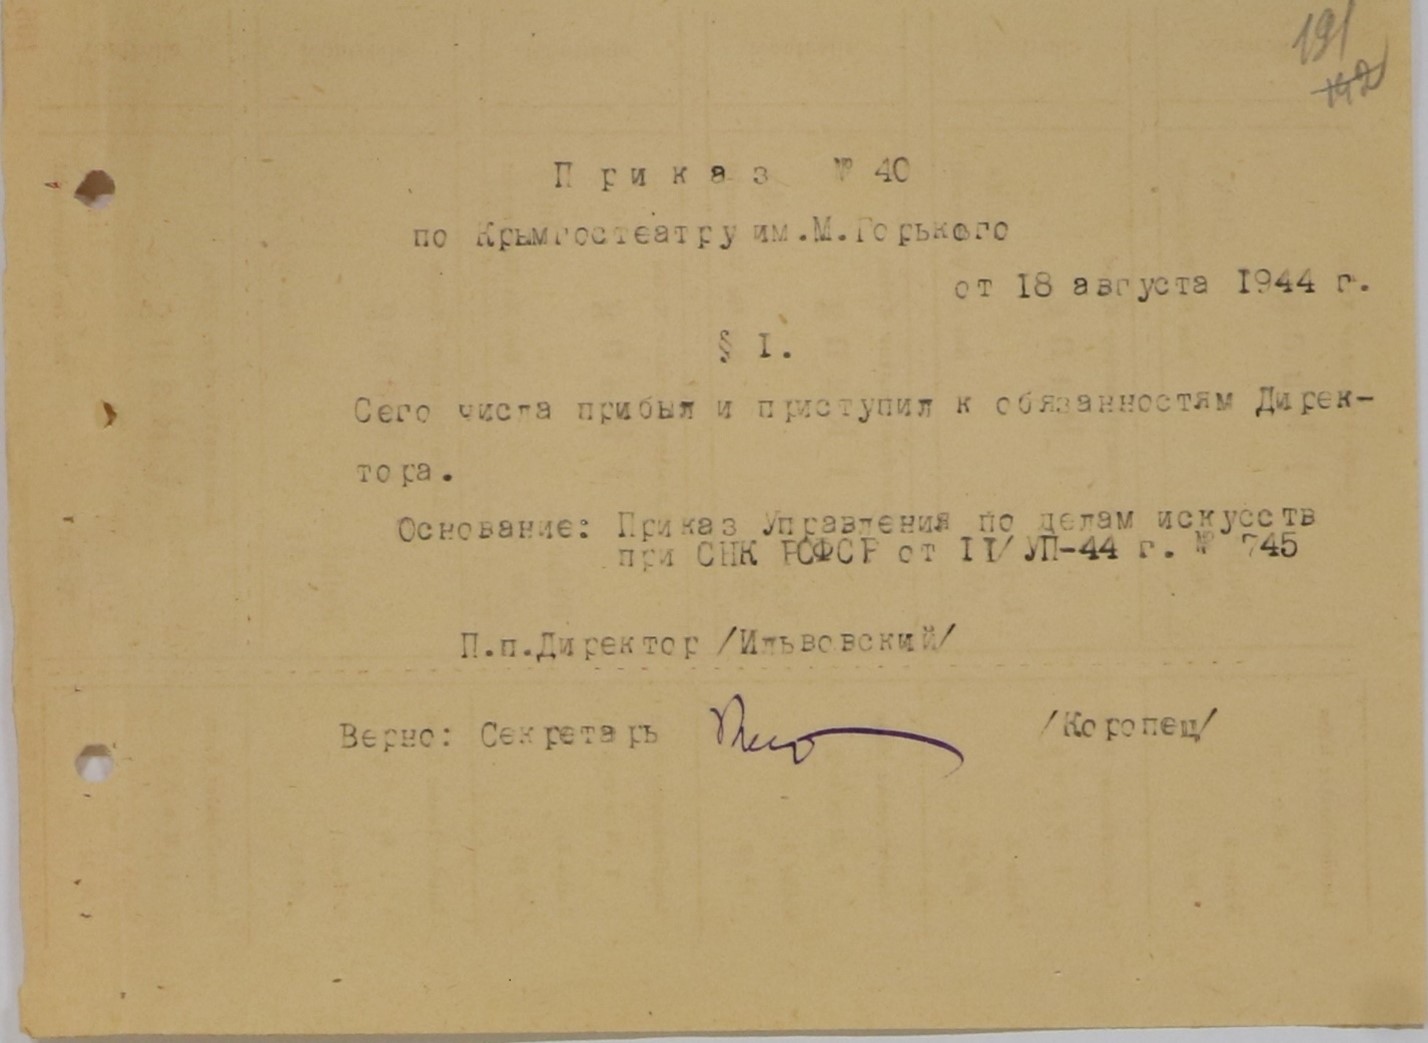 191
142
Приказ № 40
по Крымгостеатру им.М.Горького
от 18 августа 1944 г.
§ I.
Сего числа прибыл и приступил к обязанностям Дирек-
тора.
Основание: Приказ Управления по делам искусств
при СНК РСФСР от II/УП-44 г. № 745
П.п.Директор /Ильвовский/
Верно: Секретарь /Коропец/